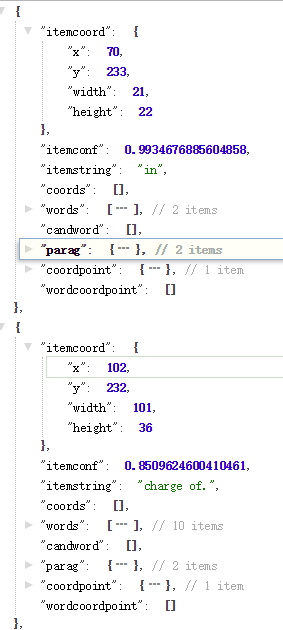 {
"itemcoord": {
"x": 70,
"y": 233,
"width": 21,
"height": 22
},
"itemconf": 0.9934676885604858,
"itemstring": "in",
"coords": [],
"words": [...], // 2 items
"candword": [],
"parag": {...}, // 2 items
"coordpoint": {...}, // 1 item
"wordcoordpoint": []
},
{
"itemcoord": {
"x": 102,
"y": 232,
"width": 101,
"height": 36
},
"itemconf": 0.8509624600410461,
"itemstring": "charge of.",
"coords": [],
"words": [...], // 10 items
"candword": [],
"parag": {...}, // 2 items
"coordpoint": {...}, // 1 item
"wordcoordpoint": []
},